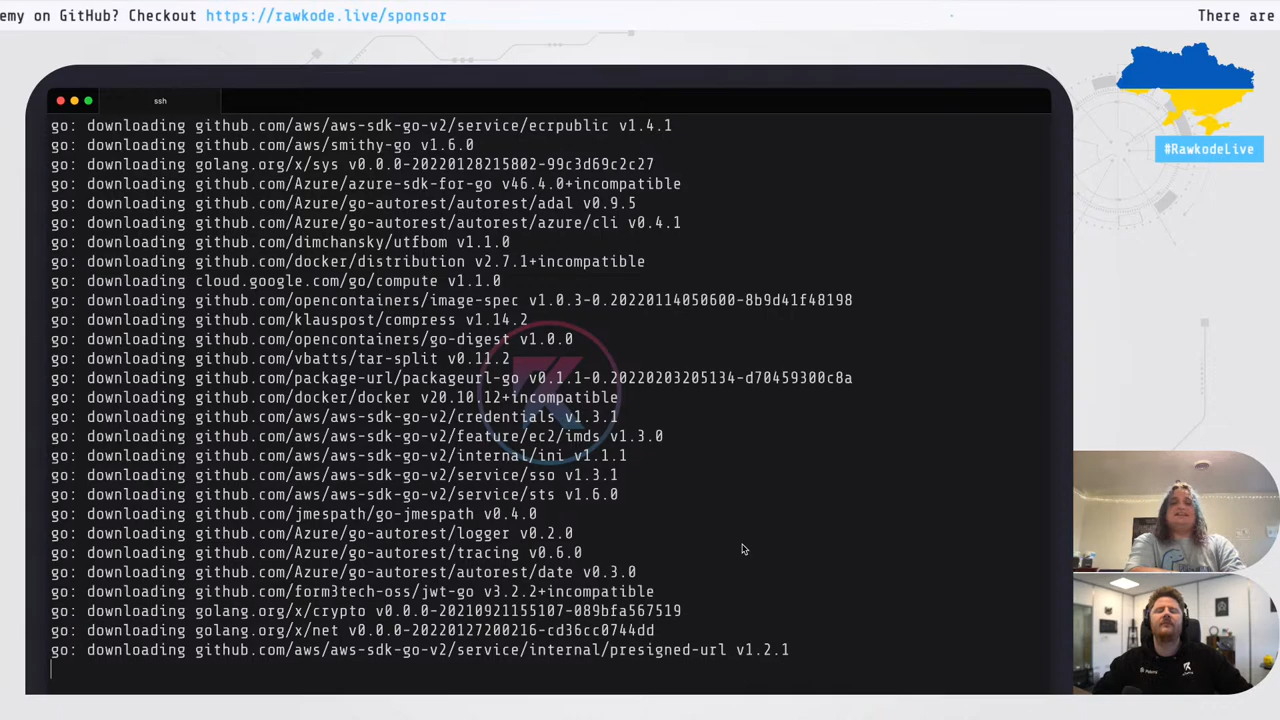 emy on GitHub? Checkout https://rawkode.live/sponsor
There are
#RawkodeLive
ssh
go: downloading github.com/aws/aws-sdk-go-v2/service/ecrpublic v1.4.1
go: downloading github.com/aws/smithy-go v1.6.0
go: downloading golang.org/x/sys v0.0.0-20220128215802-99c3d69c2c27
go: downloading github.com/Azure/azure-sdk-for-go v46.4.0+incompatible
go: downloading github.com/Azure/go-autorest/autorest/adal v0.9.5
go: downloading github.com/Azure/go-autorest/autorest/azure/cli v0.4.1
go: downloading github.com/dimchansky/utfbom v1.1.0
go: downloading github.com/docker/distribution v2.7.1+incompatible
go: downloading cloud.google.com/go/compute v1.1.0
go: downloading github.com/opencontainers/image-spec v1.0.3-0.20220114050600-8b9d41f48198
go: downloading github.com/klauspost/compress v1.14.2
go: downloading github.com/opencontainers/go-digest v1.0.0
go: downloading github.com/vbatts/tar-split v0.11.2
go: downloading github.com/package-url/packageurl-go v0.1.1-0.20220203205134-d70459300c8a
go: downloading github.com/docker/docker v20.10.12+incompatible
go: downloading github.com/aws/aws-sdk-go-v2/credentials v1.3.1
go: downloading github.com/aws/aws-sdk-go-v2/feature/ec2/imds v1.3.0
go: downloading github.com/aws/aws-sdk-go-v2/internal/ini v1.1.1
go: downloading github.com/aws/aws-sdk-go-v2/service/sso v1.3.1
go: downloading github.com/aws/aws-sdk-go-v2/service/sts v1.6.0
go: downloading github.com/jmespath/go-jmespath v0.4.0
go: downloading github.com/Azure/go-autorest/logger v0.2.0
go: downloading github.com/Azure/go-autorest/tracing v0.6.0
go: downloading github.com/Azure/go-autorest/autorest/date v0.3.0
go: downloading github.com/form3tech-oss/jwt-go v3.2.2+incompatible
go: downloading golang.org/x/crypto v0.0.0-20210921155107-089bfa567519
go: downloading golang.org/x/net v0.0.0-20220127200216-cd36cc0744dd
go: downloading github.com/aws/aws-sdk-go-v2/service/internal/presigned-url v1.2.1